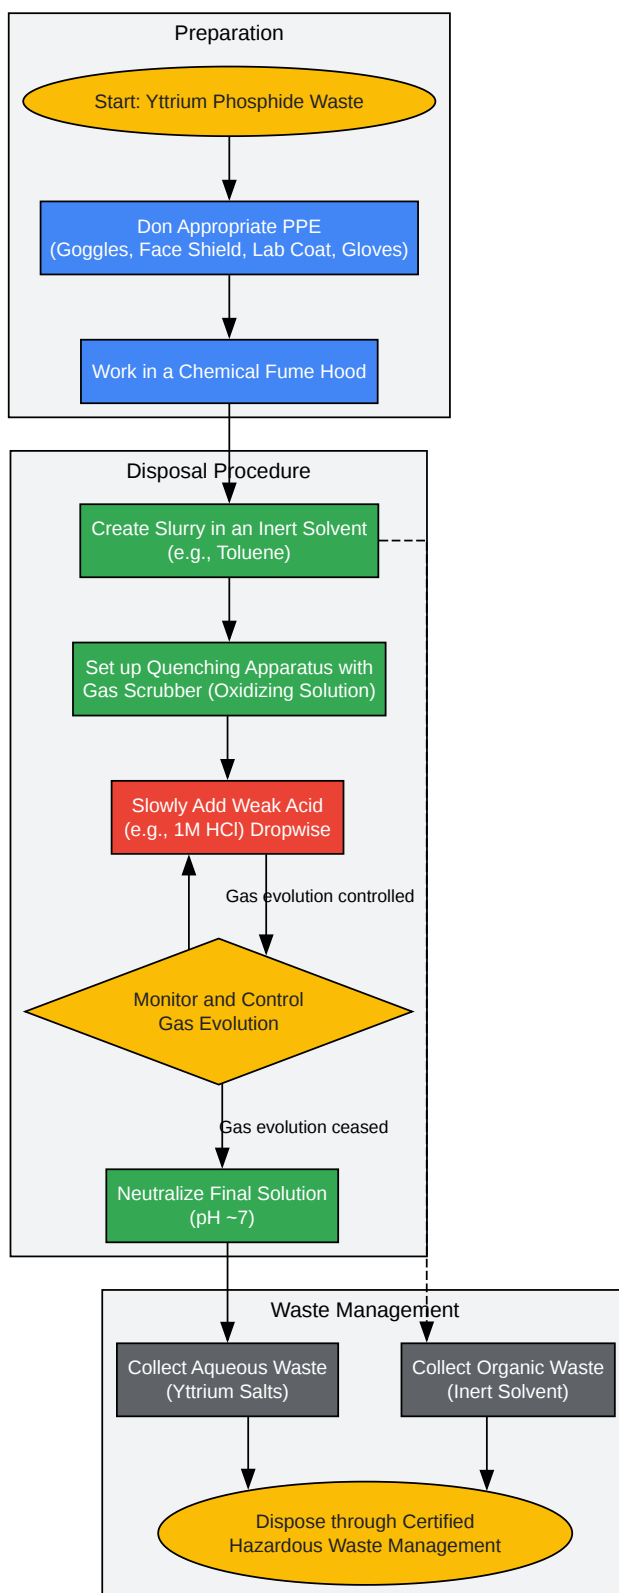 Preparation
Start: Yttrium Phosphide Waste
Don Appropriate PPE
(Goggles, Face Shield, Lab Coat, Gloves)
Work in a Chemical Fume Hood
Disposal Procedure
Create Slurry in an Inert Solvent
(e.g., Toluene)
Set up Quenching Apparatus with
Gas Scrubber (Oxidizing Solution)
Slowly Add Weak Acid
(e.g., 1M HCl) Dropwise
Gas evolution controlled
Monitor and Control
Gas Evolution
Gas evolution ceased
Neutralize Final Solution
(pH ~7)
Waste Management
Collect Aqueous Waste
(Yttrium Salts)
Collect Organic Waste
(Inert Solvent)
Dispose through Certified
Hazardous Waste Management